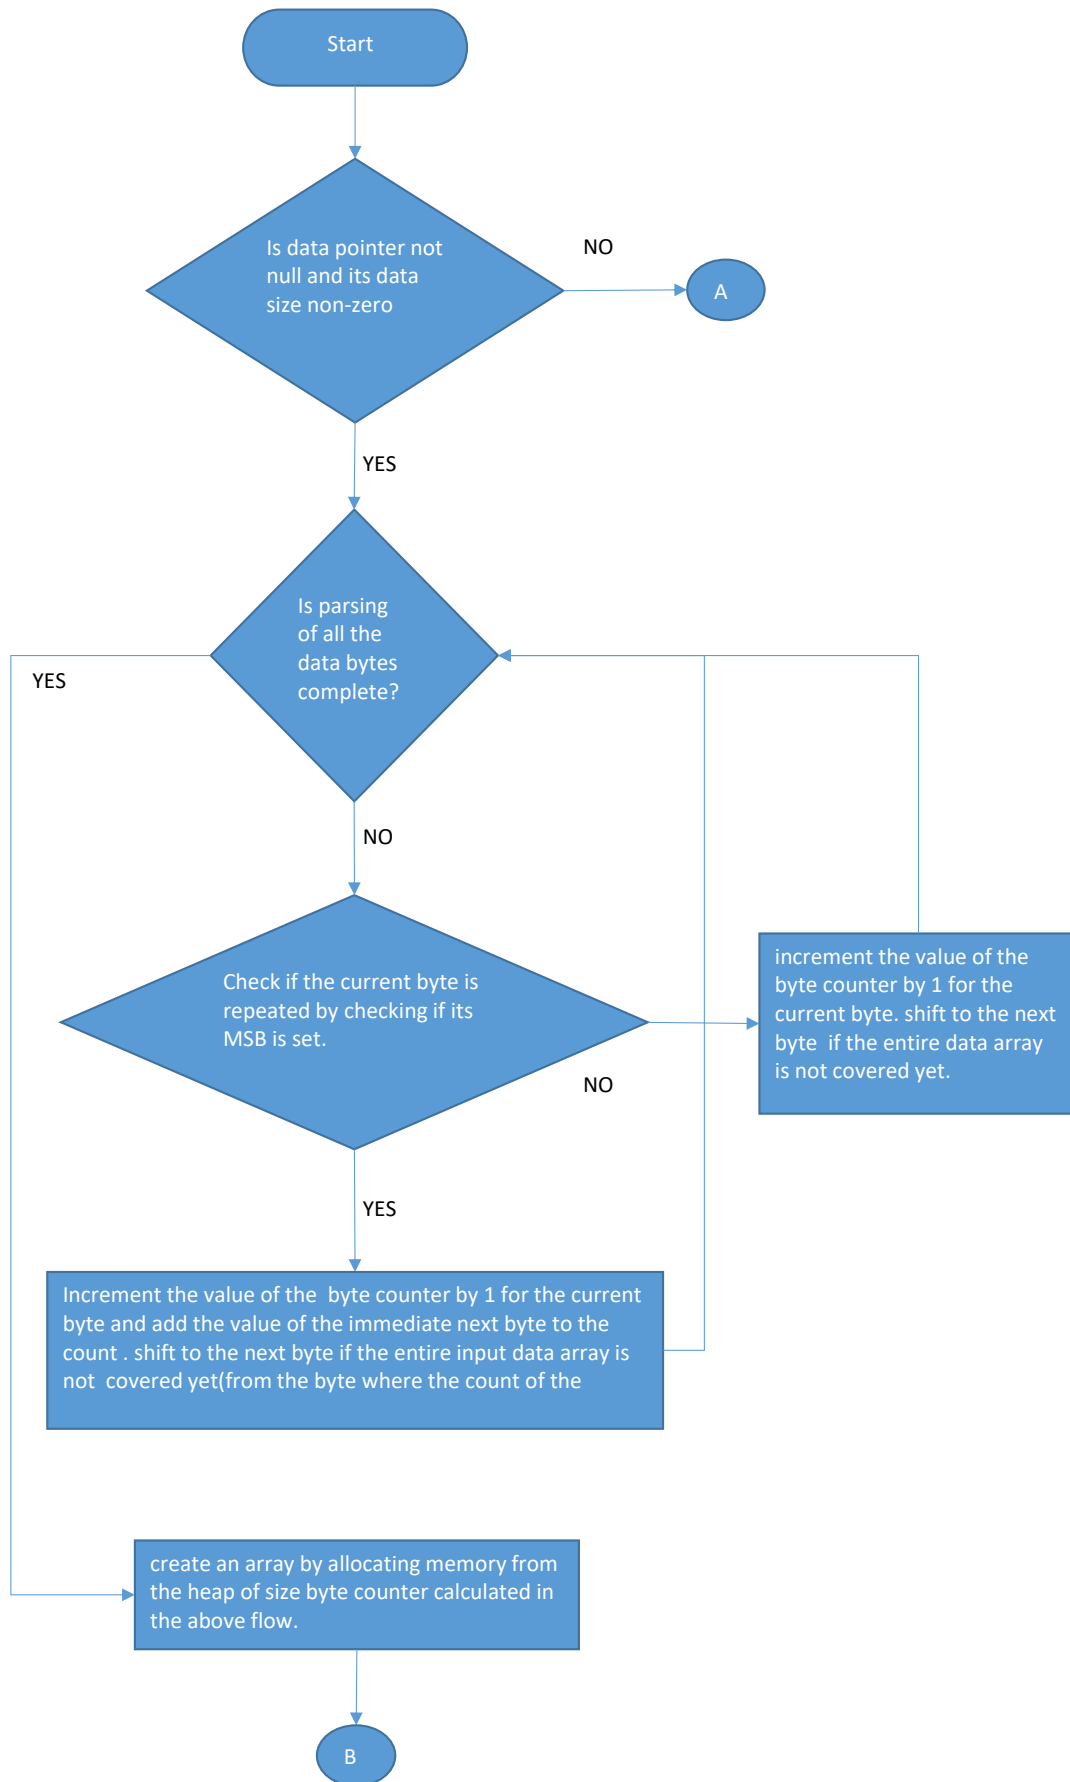 Start
Is data pointer not
null and its data
size non-zero
NO
A
YES
Is parsing
of all the
data bytes
complete?
YES
NO
Check if the current byte is
repeated by checking if its
MSB is set.
NO
increment the value of the
byte counter by 1 for the
current byte. shift to the next
byte  if the entire data array
is not covered yet.
YES
Increment the value of the  byte counter by 1 for the current
byte and add the value of the immediate next byte to the
count . shift to the next byte if the entire input data array is
not  covered yet(from the byte where the count of the
create an array by allocating memory from
the heap of size byte counter calculated in
the above flow.
B